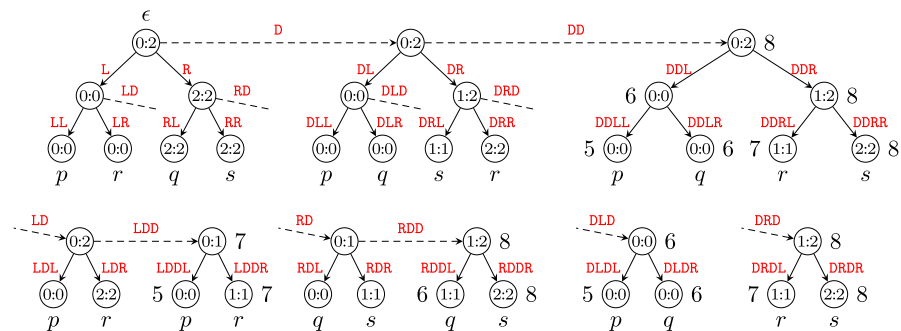 ϵ
0:2 D 0:2 DD 0:2 8
L R DL DR DDL DDR
0:0 LD 2:2 RD 0:0 DLD 1:2 DRD 6 0:0 1:2 8
LL LR RL RR DLL DLR DRL DRR DDLL DDLR DDRL DDRR
0:0 0:0 2:2 2:2 0:0 0:0 1:1 2:2 5 0:0 0:0 6 7 1:1 2:2 8
p r q s p q s r p q r s
LD 0:2 LDD 0:1 7 RD 0:1 RDD 1:2 8 DLD 0:0 6 DRD 1:2 8
LDL LDR LDDL LDDR RDL RDR RDDL RDDR DLDL DLDR DRDL DRDR
0:0 2:2 5 0:0 1:1 7 0:0 1:1 6 1:1 2:2 8 5 0:0 0:0 6 7 1:1 2:2 8
p r p r q s q s p q r s